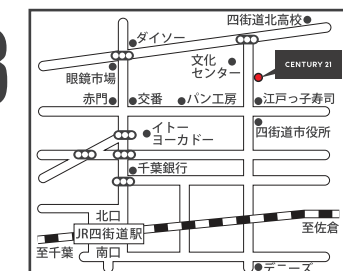 四街道北高校
ダイソー
文化
センター
CENTURY 21
眼鏡市場
赤門
交番
パン工房
江戸っ子寿司
イトー
ヨーカドー
四街道市役所
千葉銀行
北口
JR四街道駅
至佐倉
至千葉
南口
デニーズ